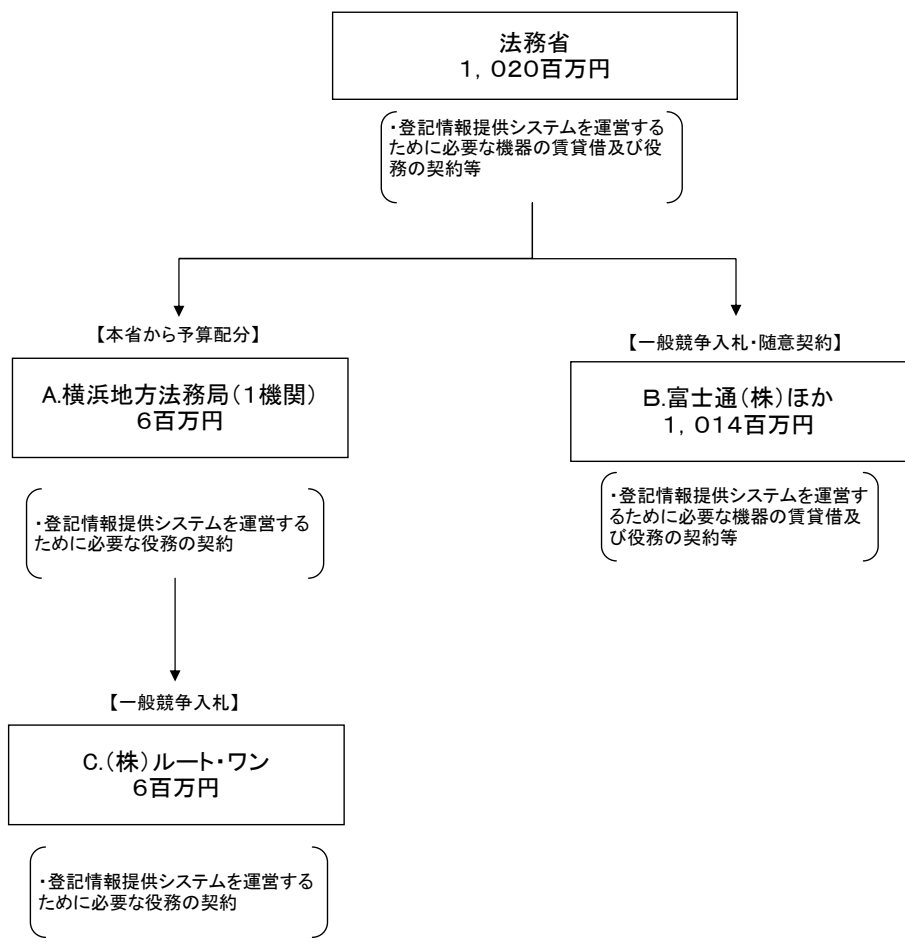 法務省
1，020百万円
・登記情報提供システムを運営する
ために必要な機器の賃貸借及び役
務の契約等
【本省から予算配分】
A.横浜地方法務局（1機関）
6百万円
・登記情報提供システムを運営する
ために必要な役務の契約
【一般競争入札】
C.（株）ルート・ワン
6百万円
・登記情報提供システムを運営する
ために必要な役務の契約
【一般競争入札・随意契約】
B.富士通（株）ほか
1，014百万円
・登記情報提供システムを運営す
るために必要な機器の賃貸借及
び役務の契約等